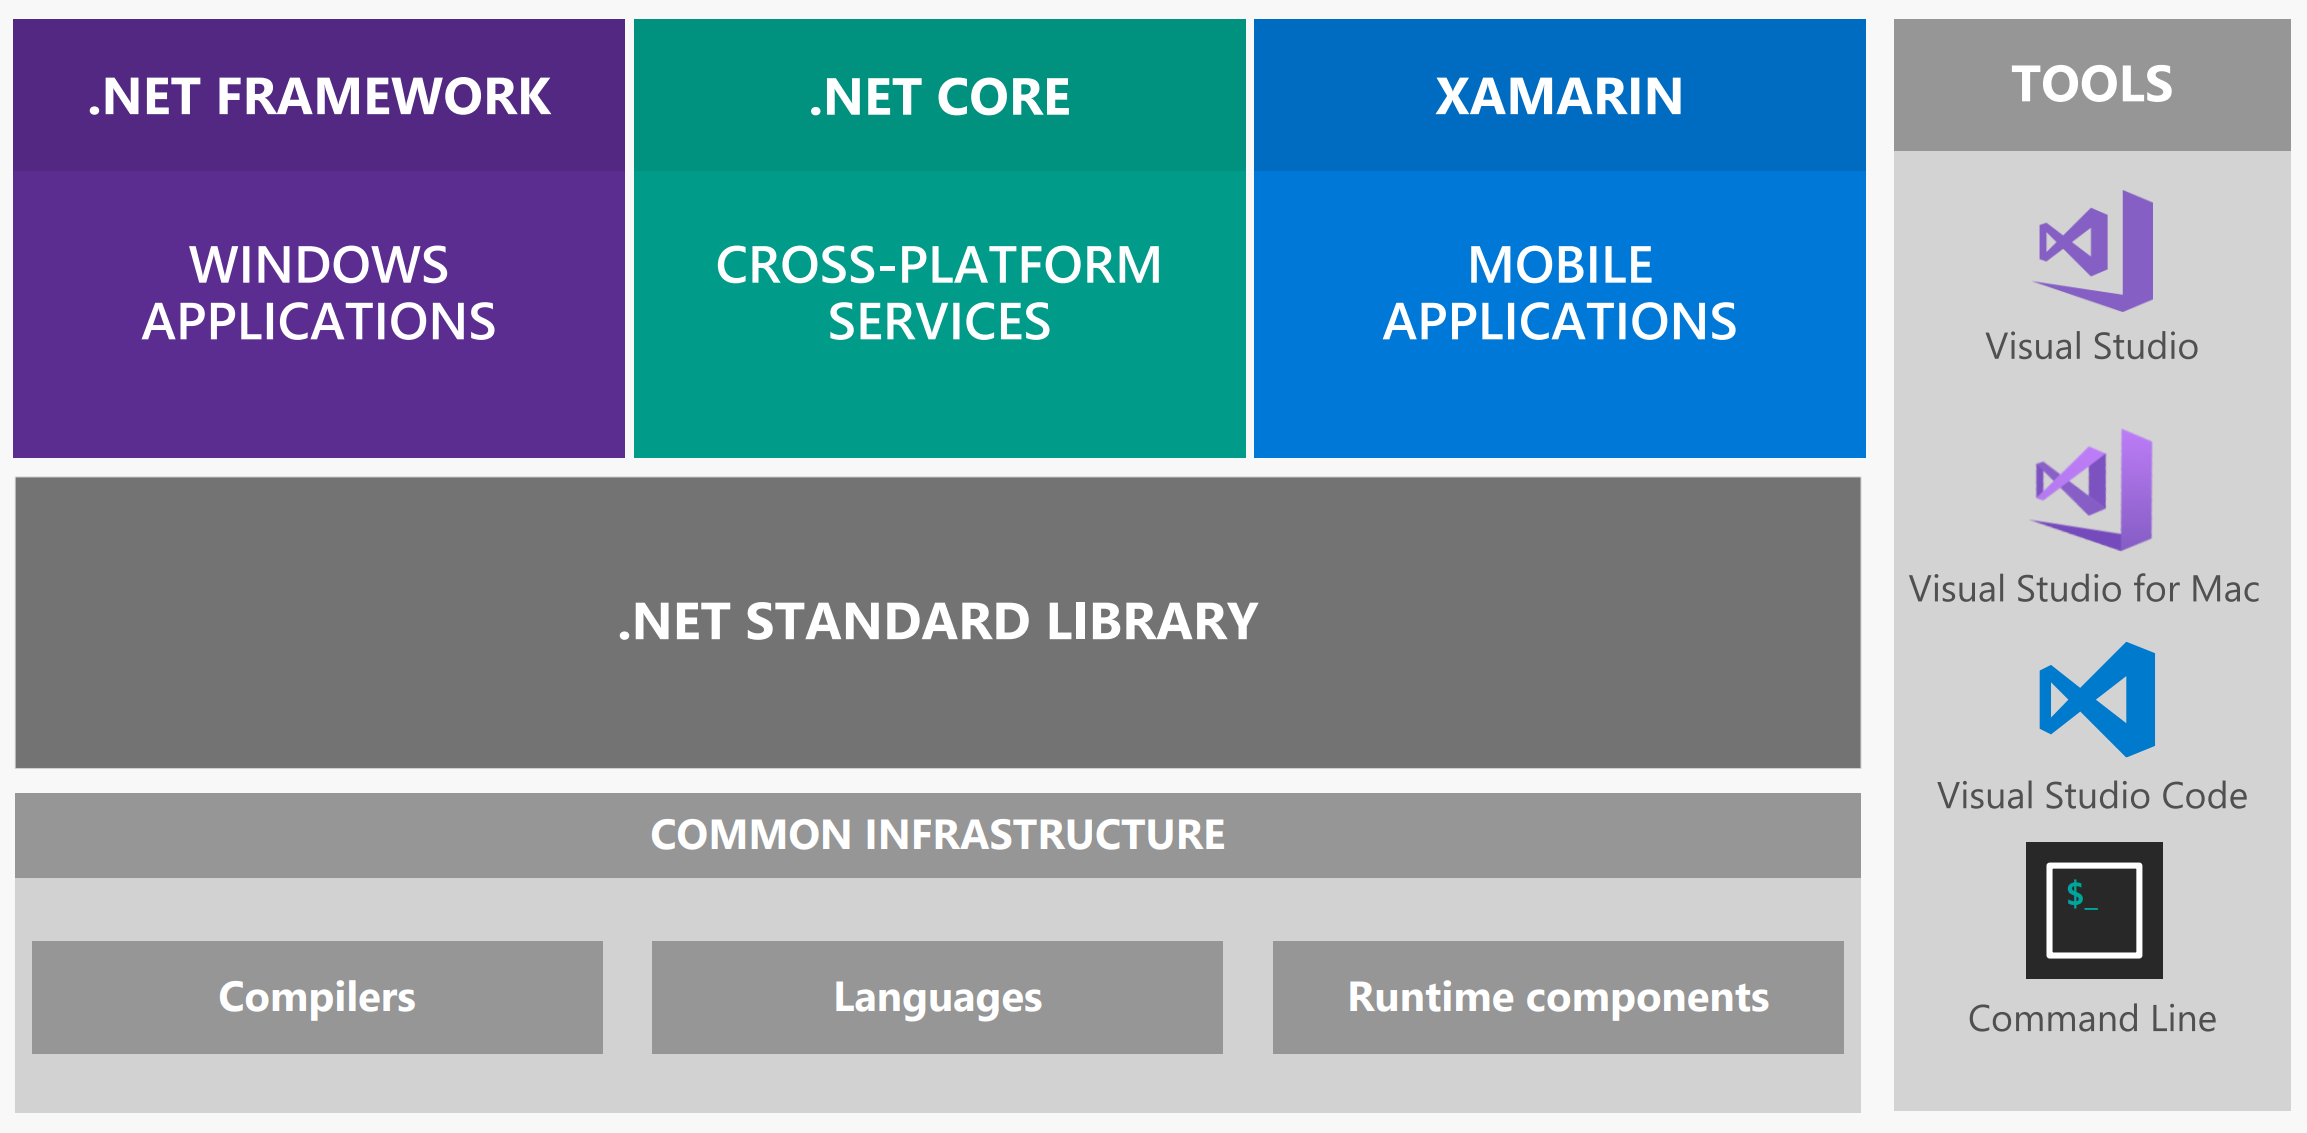 .NET FRAMEWORK
WINDOWS
APPLICATIONS
.NET CORE
CROSS-PLATFORM
SERVICES
XAMARIN
MOBILE
APPLICATIONS
.NET STANDARD LIBRARY
COMMON INFRASTRUCTURE
Compilers
Languages
Runtime components
TOOLS
Visual Studio
Visual Studio for Mac
Visual Studio Code
$_
Command Line